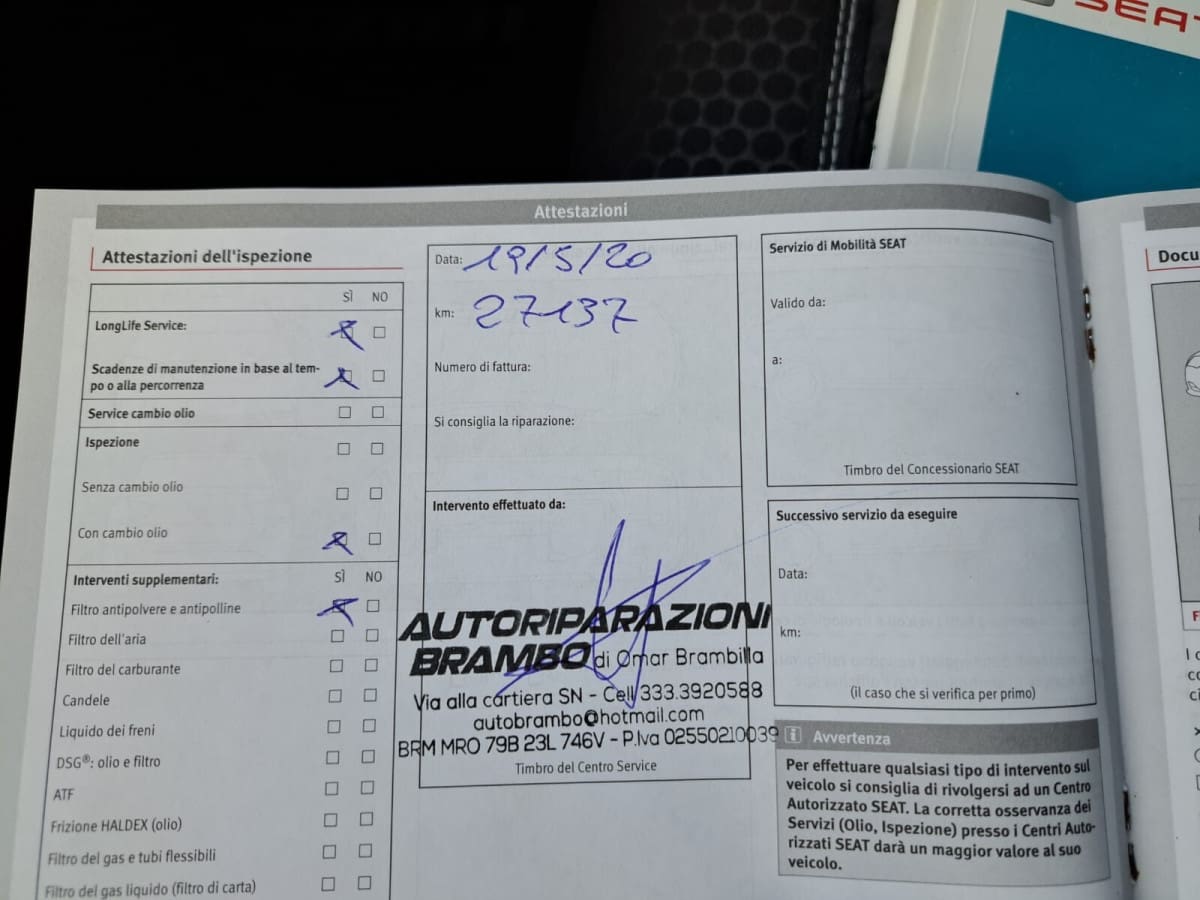 SEAT
Attestazioni
Attestazioni dell'ispezione
SÌ NO
LongLife Service:
Scadenze di manutenzione in base al tem-
po o alla percorrenza
Service cambio olio
Ispezione
Senza cambio olio
Con cambio olio
Interventi supplementari: SÌ NO
Filtro antipolvere e antipolline
Filtro dell'aria
Filtro del carburante
Candele
Liquido dei freni
DSG®: olio e filtro
ATF
Frizione HALDEX (olio)
Filtro del gas e tubi flessibili
Filtro del gas liquido (filtro di carta)
Data: 19/5/20
km: 27137
Numero di fattura:
Si consiglia la riparazione:
Intervento effettuato da:
AUTORIPARAZIONI
BRAMBO di Omar Brambilla
Via alla cartiera SN - Cell 333.3920588
autobrambo@hotmail.com
BRM MRO 79B 23L 746V - P.Iva 02550210039
Timbro del Centro Service
Servizio di Mobilità SEAT
Valido da:
a:
Timbro del Concessionario SEAT
Successivo servizio da eseguire
Data:
km:
(il caso che si verifica per primo)
i Avvertenza
Per effettuare qualsiasi tipo di intervento sul
veicolo si consiglia di rivolgersi ad un Centro
Autorizzato SEAT. La corretta osservanza dei
Servizi (Olio, Ispezione) presso i Centri Auto-
rizzati SEAT darà un maggior valore al suo
veicolo.
Docu